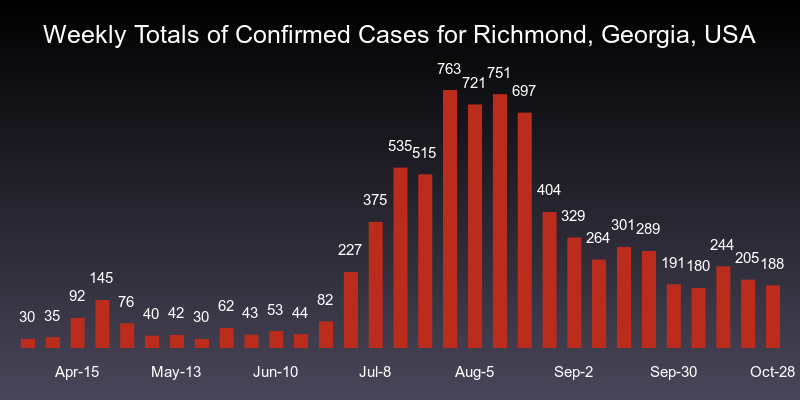 Weekly Totals of Confirmed Cases for Richmond, Georgia, USA
30 35 92 145 76 40 42 30 62 43 53 44 82 227 375 535 515 763 721 751 697 404 329 264 301 289 191 180 244 205 188
Apr-15 May-13 Jun-10 Jul-8 Aug-5 Sep-2 Sep-30 Oct-28